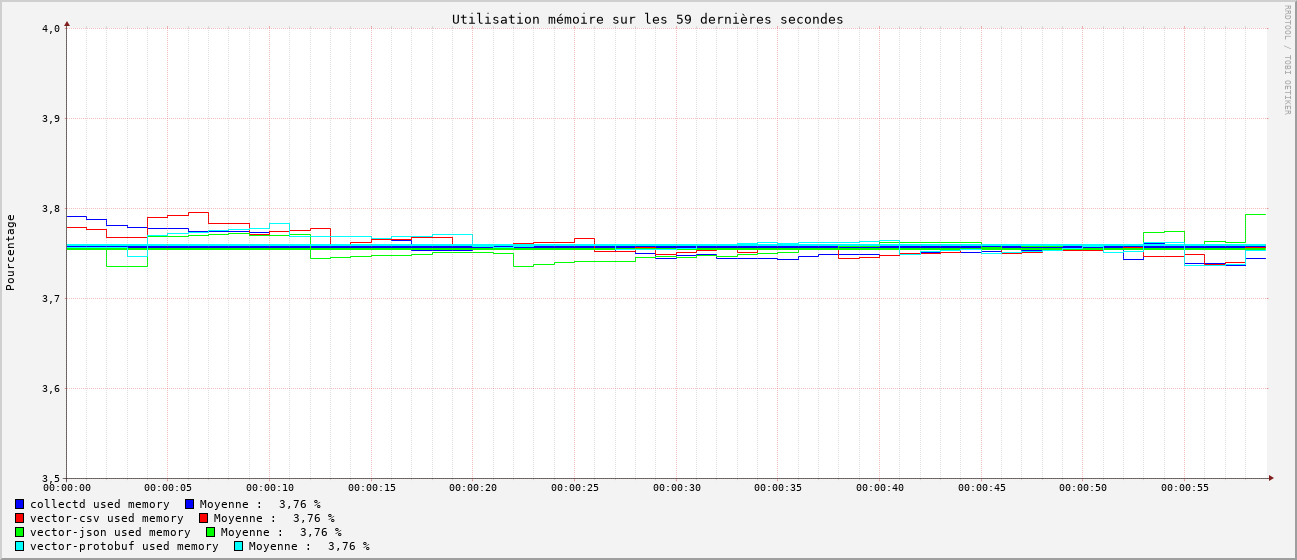 Utilisation mémoire sur les 59 dernières secondes
RRDTOOL / TOBI OETIKER
Pourcentage
4,0
3,9
3,8
3,7
3,6
3,5
00:00:00 00:00:05 00:00:10 00:00:15 00:00:20 00:00:25 00:00:30 00:00:35 00:00:40 00:00:45 00:00:50 00:00:55
collectd used memory Moyenne : 3,76 %
vector-csv used memory Moyenne : 3,76 %
vector-json used memory Moyenne : 3,76 %
vector-protobuf used memory Moyenne : 3,76 %